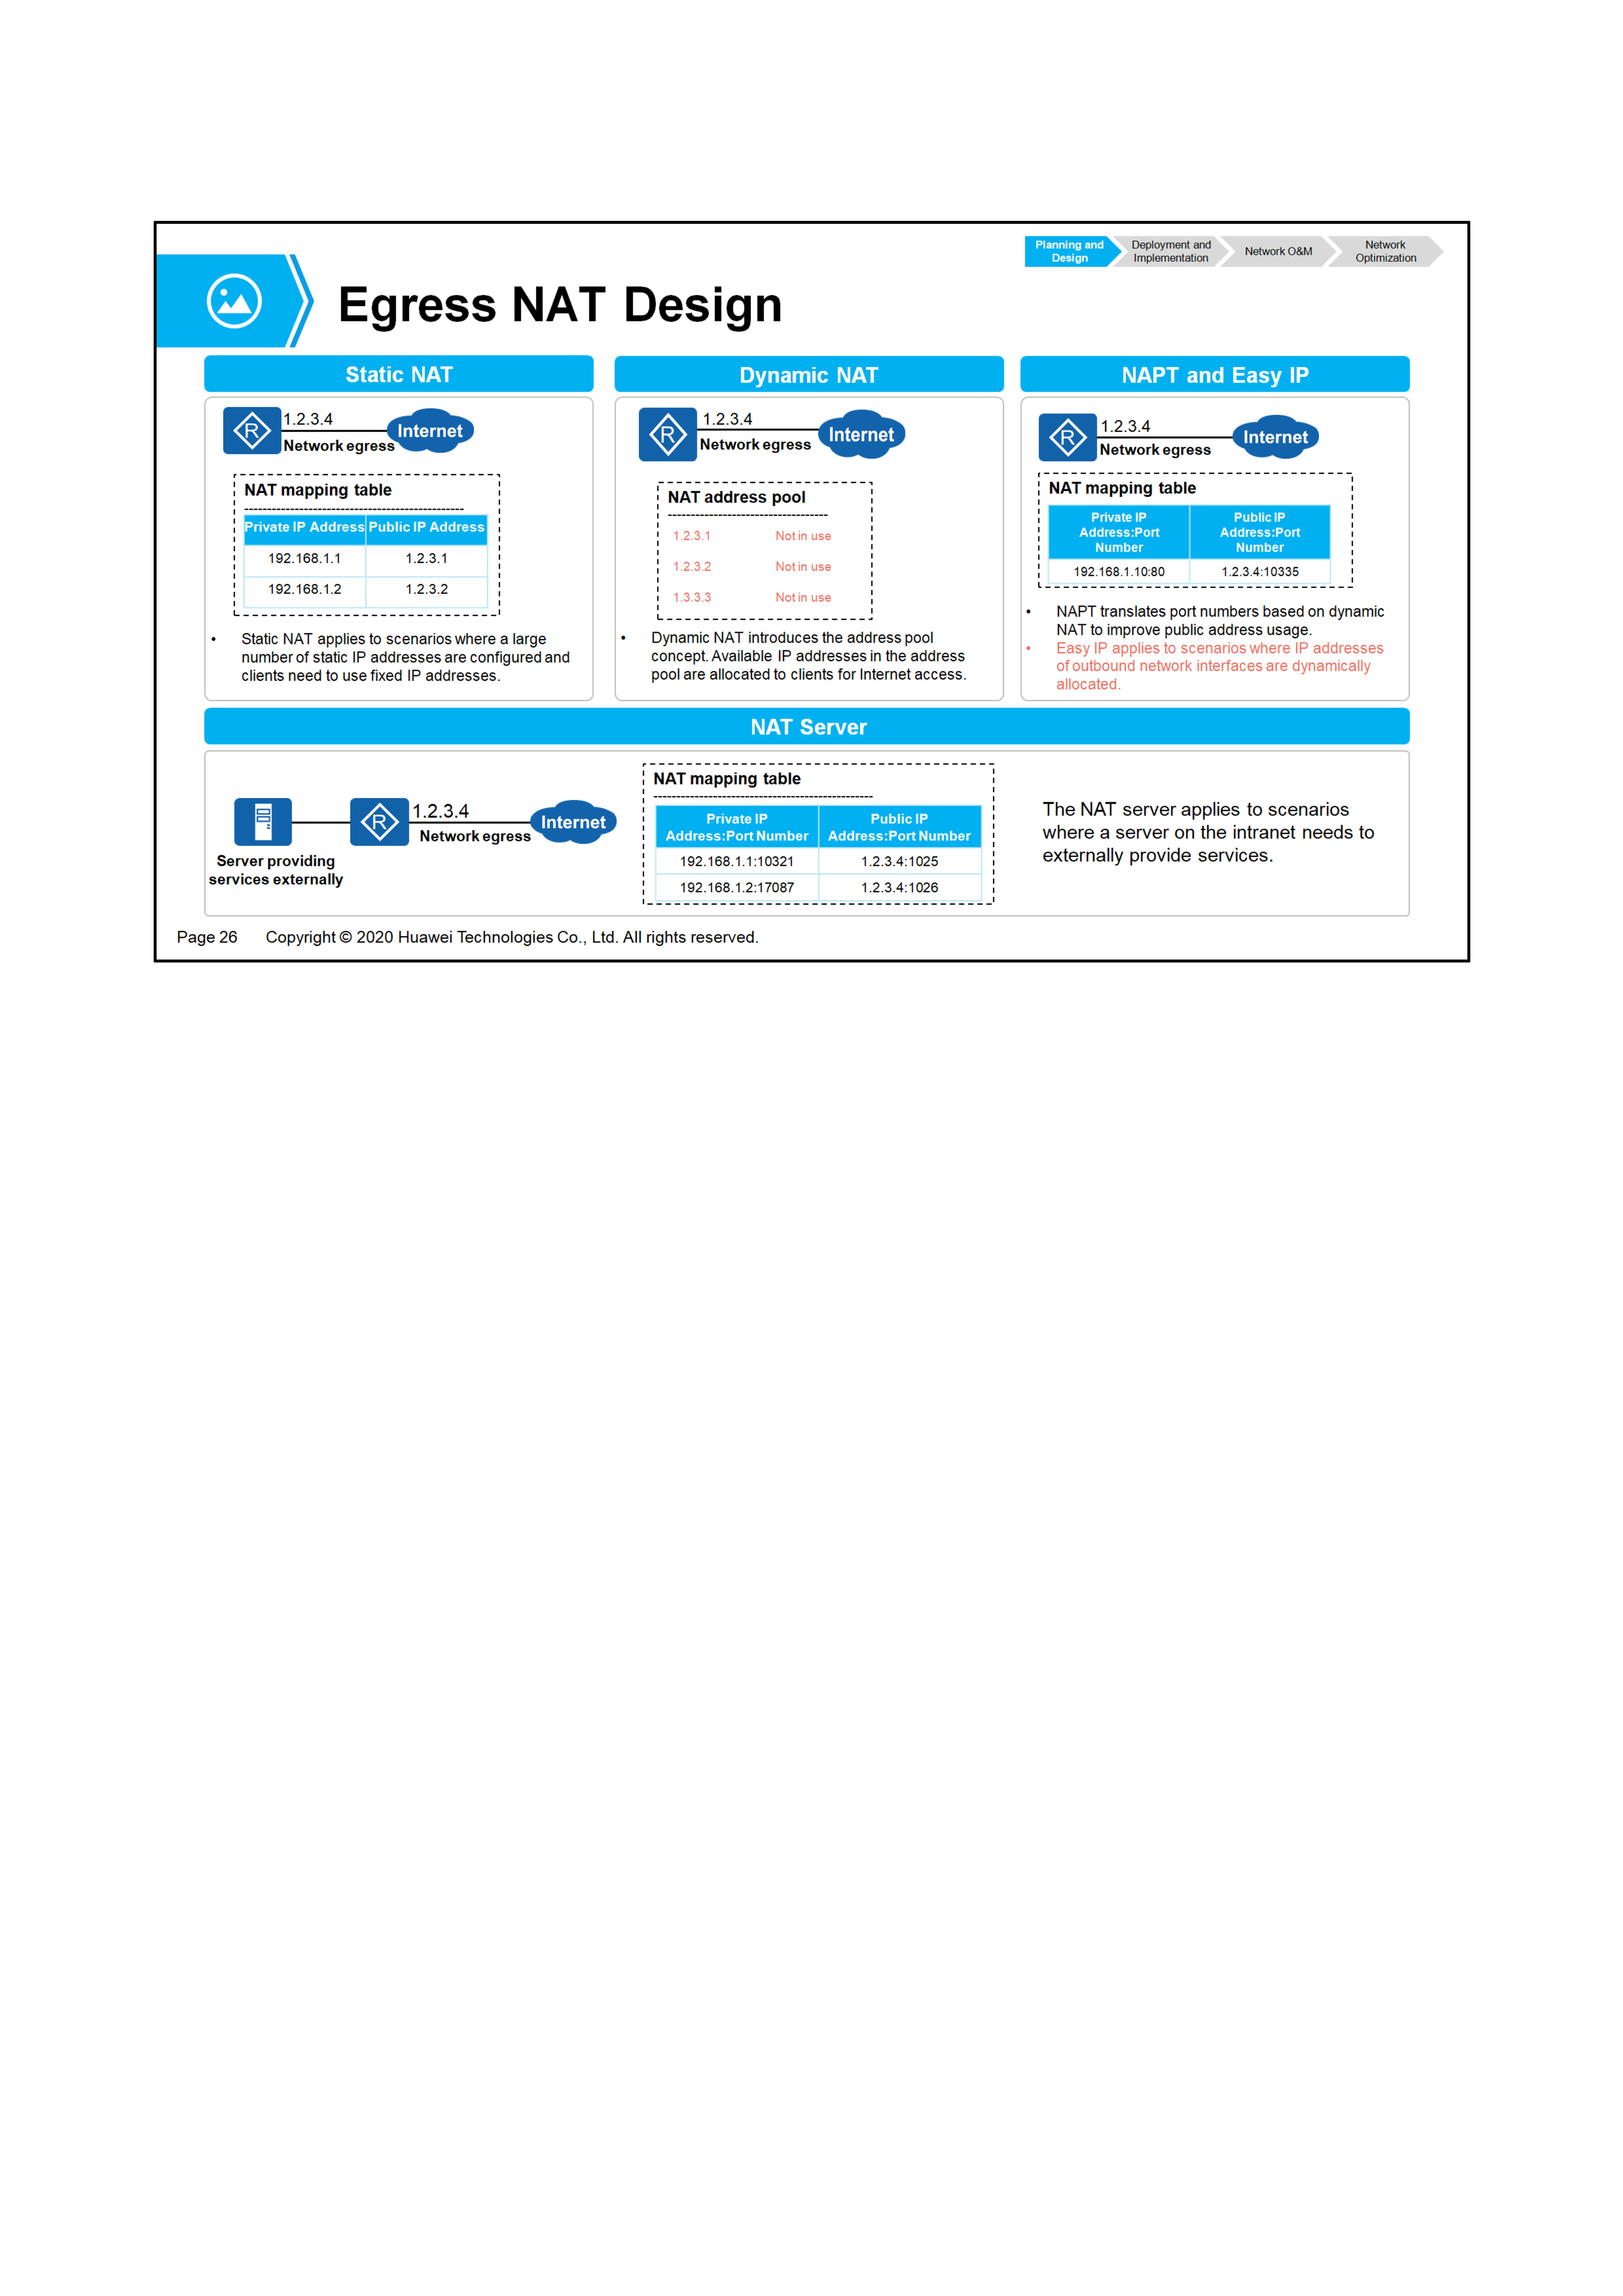 Planning and
Design
Deployment and
Implementation
Network O&M
Network
Optimization
Egress NAT Design
Static NAT
R
1.2.3.4
Network egress
Internet
NAT mapping table
Private IP Address Public IP Address
192.168.1.1 1.2.3.1
192.168.1.2 1.2.3.2
• Static NAT applies to scenarios where a large
number of static IP addresses are configured and
clients need to use fixed IP addresses.
Dynamic NAT
R
1.2.3.4
Network egress
Internet
NAT address pool
1.2.3.1 Not in use
1.2.3.2 Not in use
1.3.3.3 Not in use
• Dynamic NAT introduces the address pool
concept. Available IP addresses in the address
pool are allocated to clients for Internet access.
NAPT and Easy IP
R
1.2.3.4
Network egress
Internet
NAT mapping table
Private IP
Address:Port
Number
Public IP
Address:Port
Number
192.168.1.10:80 1.2.3.4:10335
• NAPT translates port numbers based on dynamic
NAT to improve public address usage.
• Easy IP applies to scenarios where IP addresses
of outbound network interfaces are dynamically
allocated.
NAT Server
Server providing
services externally
R
1.2.3.4
Network egress
Internet
NAT mapping table
Private IP
Address:Port Number
Public IP
Address:Port Number
192.168.1.1:10321 1.2.3.4:1025
192.168.1.2:17087 1.2.3.4:1026
The NAT server applies to scenarios
where a server on the intranet needs to
externally provide services.
Page 26 Copyright © 2020 Huawei Technologies Co., Ltd. All rights reserved.